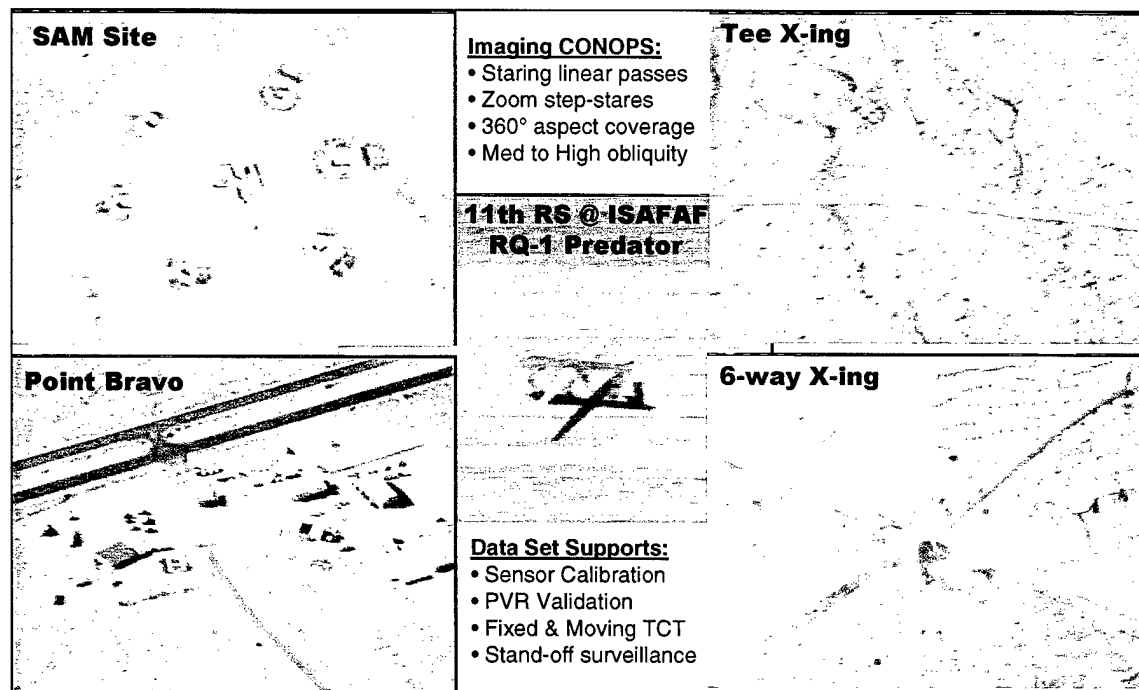 SAM Site
Imaging CONOPS:
• Staring linear passes
• Zoom step-stares
• 360° aspect coverage
• Med to High obliquity
Tee X-ing
11th RS @ ISAFAF
RQ-1 Predator
Point Bravo
6-way X-ing
Data Set Supports:
• Sensor Calibration
• PVR Validation
• Fixed & Moving TCT
• Stand-off surveillance